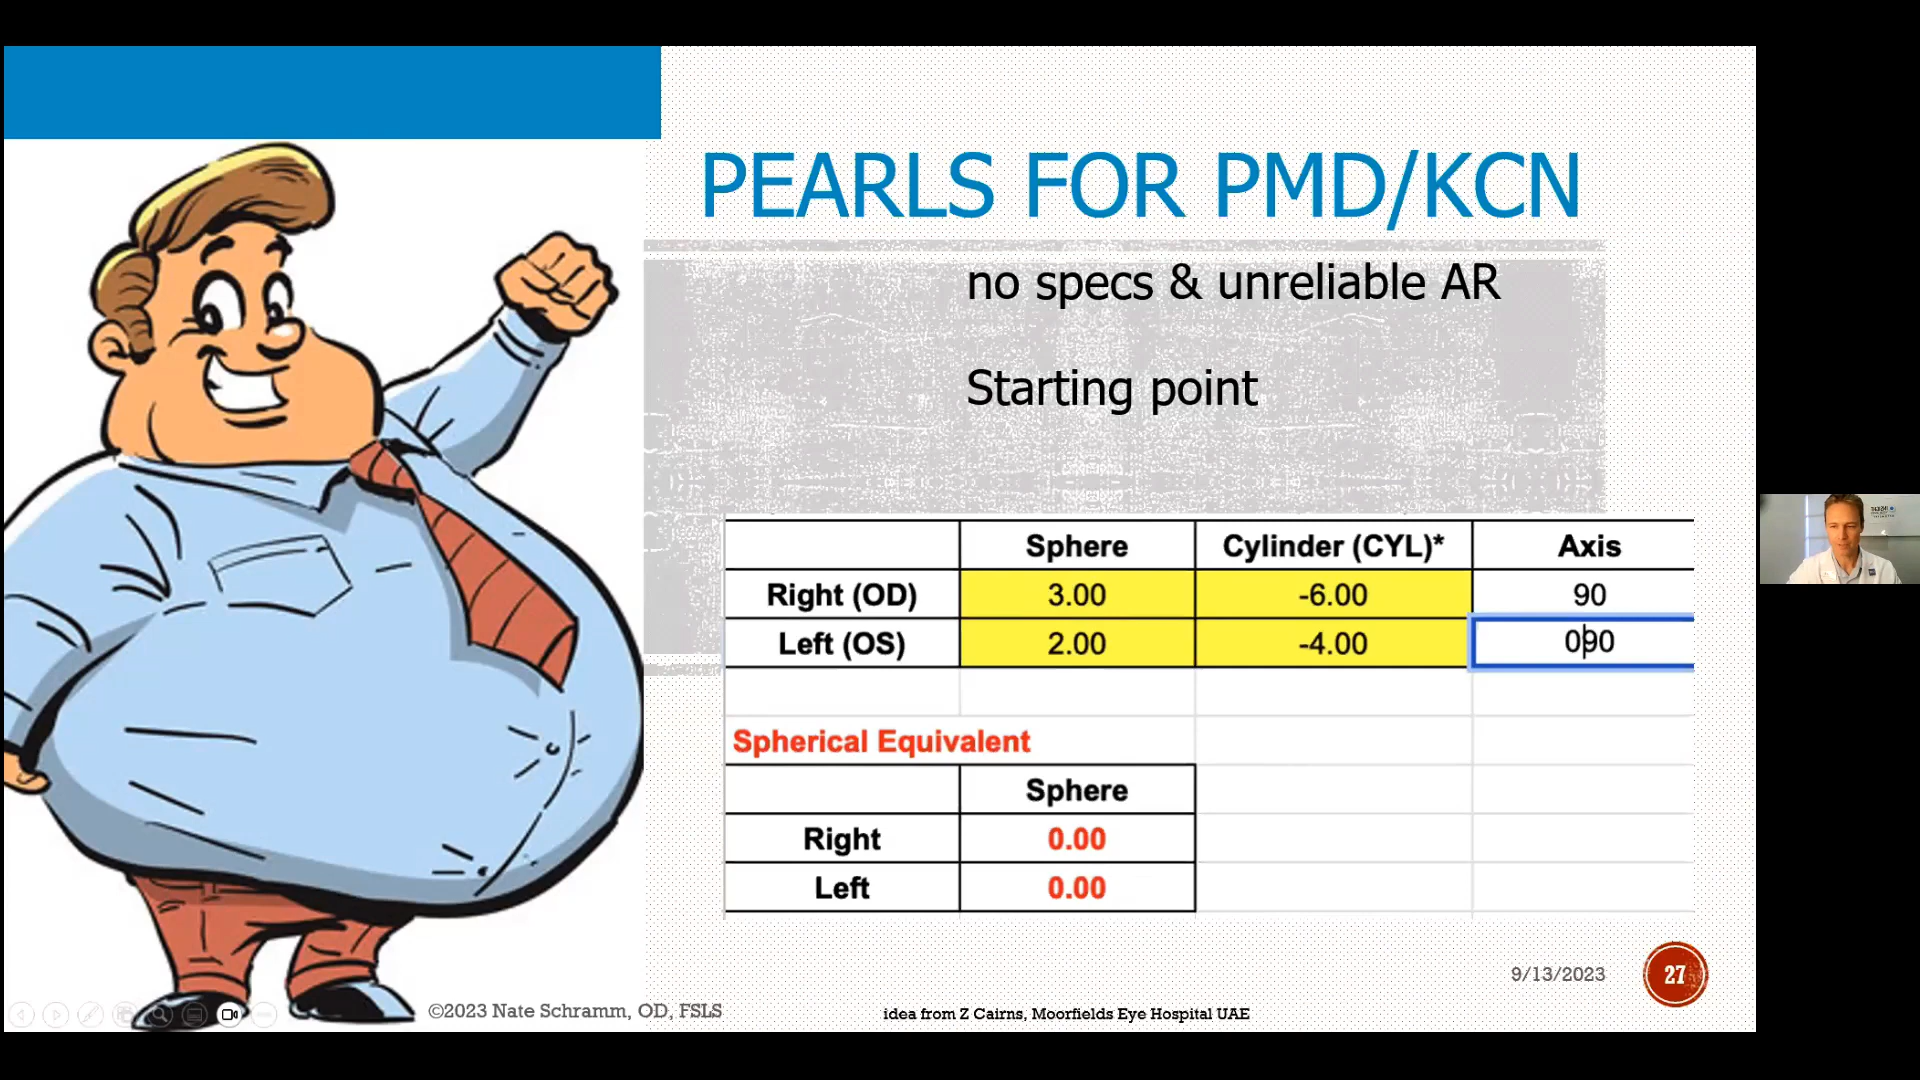 PEARLS FOR PMD/KCN
no specs & unreliable AR
Starting point
Sphere Cylinder (CYL)* Axis
Right (OD) 3.00 -6.00 90
Left (OS) 2.00 -4.00 090
Spherical Equivalent
Sphere
Right 0.00
Left 0.00
9/13/2023 27
©2023 Nate Schramm, OD, FSLS
idea from Z Cairns, Moorfields Eye Hospital UAE